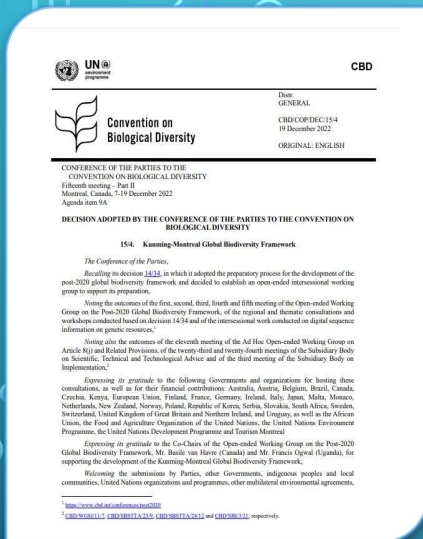 UN
environment
programme
CBD
Convention on
Biological Diversity
Distr.
GENERAL
CBD/COP/DEC/15/4
19 December 2022
ORIGINAL: ENGLISH
CONFERENCE OF THE PARTIES TO THE
CONVENTION ON BIOLOGICAL DIVERSITY
Fifteenth meeting – Part II
Montreal, Canada, 7-19 December 2022
Agenda item 9A
DECISION ADOPTED BY THE CONFERENCE OF THE PARTIES TO THE CONVENTION ON
BIOLOGICAL DIVERSITY
15/4. Kunming-Montreal Global Biodiversity Framework
The Conference of the Parties,
Recalling its decision 14/34, in which it adopted the preparatory process for the development of the
post-2020 global biodiversity framework and decided to establish an open-ended intersessional working
group to support its preparation,
Noting the outcomes of the first, second, third, fourth and fifth meeting of the Open-ended Working
Group on the Post-2020 Global Biodiversity Framework, of the regional and thematic consultations and
workshops conducted based on decision 14/34 and of the intersessional work conducted on digital sequence
information on genetic resources,1
Noting also the outcomes of the eleventh meeting of the Ad Hoc Open-ended Working Group on
Article 8(j) and Related Provisions, of the twenty-third and twenty-fourth meetings of the Subsidiary Body
on Scientific, Technical and Technological Advice and of the third meeting of the Subsidiary Body on
Implementation,2
Expressing its gratitude to the following Governments and organizations for hosting these
consultations, as well as for their financial contributions: Australia, Austria, Belgium, Brazil, Canada,
Czechia, Kenya, European Union, Finland, France, Germany, Ireland, Italy, Japan, Malta, Monaco,
Netherlands, New Zealand, Norway, Poland, Republic of Korea, Serbia, Slovakia, South Africa, Sweden,
Switzerland, United Kingdom of Great Britain and Northern Ireland, and Uruguay, as well as the African
Union, the Food and Agriculture Organization of the United Nations, the United Nations Environment
Programme, the United Nations Development Programme and Tourism Montreal
Expressing its gratitude to the Co-Chairs of the Open-ended Working Group on the Post-2020
Global Biodiversity Framework, Mr. Basile van Havre (Canada) and Mr. Francis Ogwal (Uganda), for
supporting the development of the Kunming-Montreal Global Biodiversity Framework,
Welcoming the submissions by Parties, other Governments, indigenous peoples and local
communities, United Nations organizations and programmes, other multilateral environmental agreements,
1 https://www.cbd.int/conferences/post2020
2 CBD/WG8J/11/7, CBD/SBSTTA/23/9, CBD/SBSTTA/24/12 and CBD/SBI/3/21, respectively.